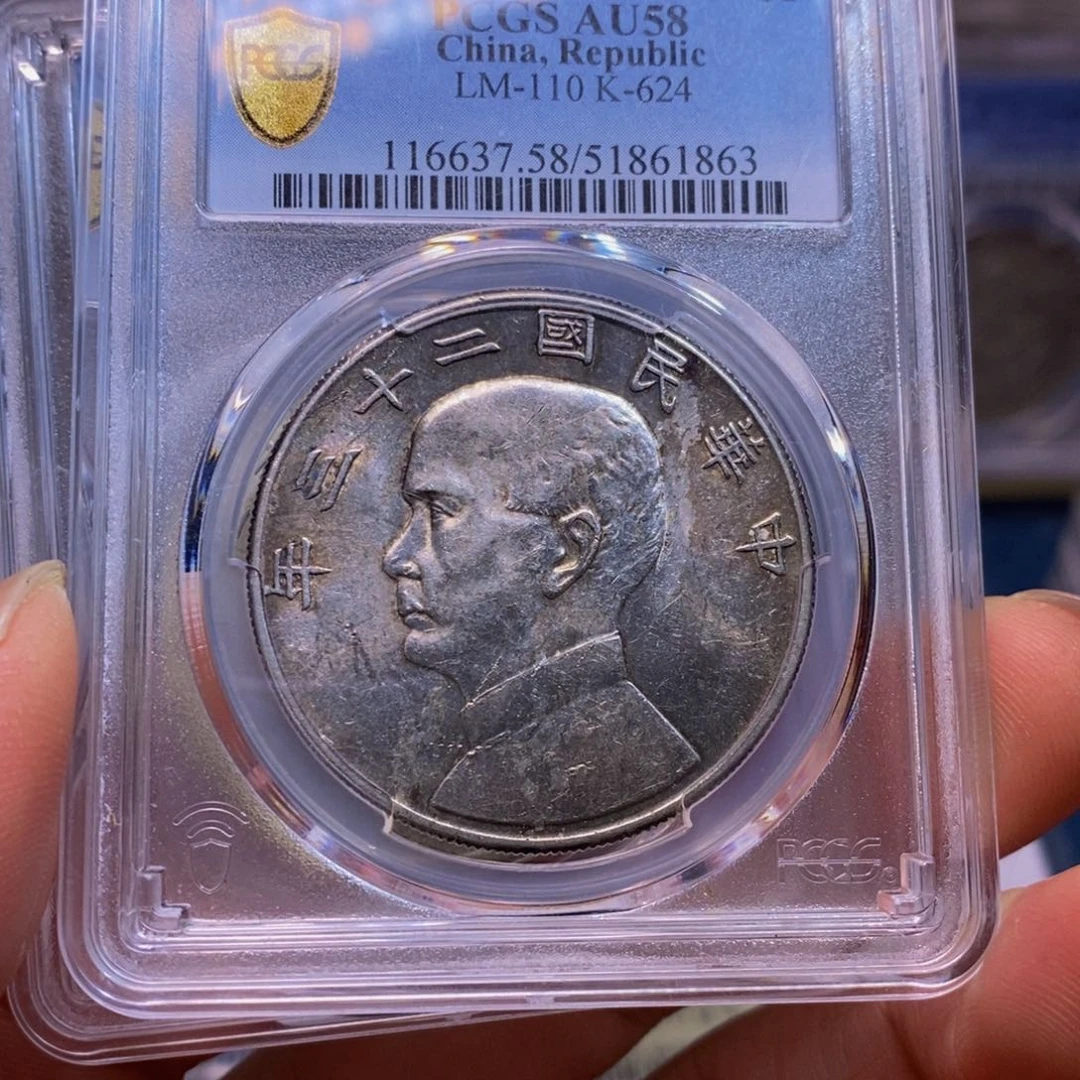 PCGS AU58
China, Republic
LM-110 K-624
116637.58/51861863
PCGS
中華民國二十三年
PCGS